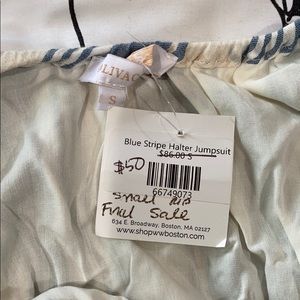 OLIVACEOUS
S
Blue Stripe Halter Jumpsuit
$86.00 S
$50
66749073
small rip
Final Sale
634 E. Broadway, Boston, MA 02127
www.shopwwboston.com